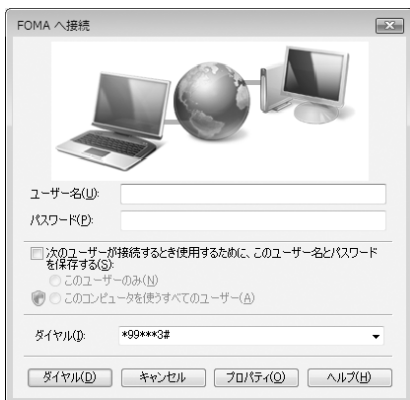 FOMA へ接続
ユーザー名(U):
パスワード(P):
次のユーザーが接続するとき使用するために、このユーザー名とパスワード
を保存する(S):
このユーザーのみ(N)
このコンピュータを使うすべてのユーザー(A)
ダイヤル(I):
*99***3#
ダイヤル(D) キャンセル プロパティ(O) ヘルプ(H)